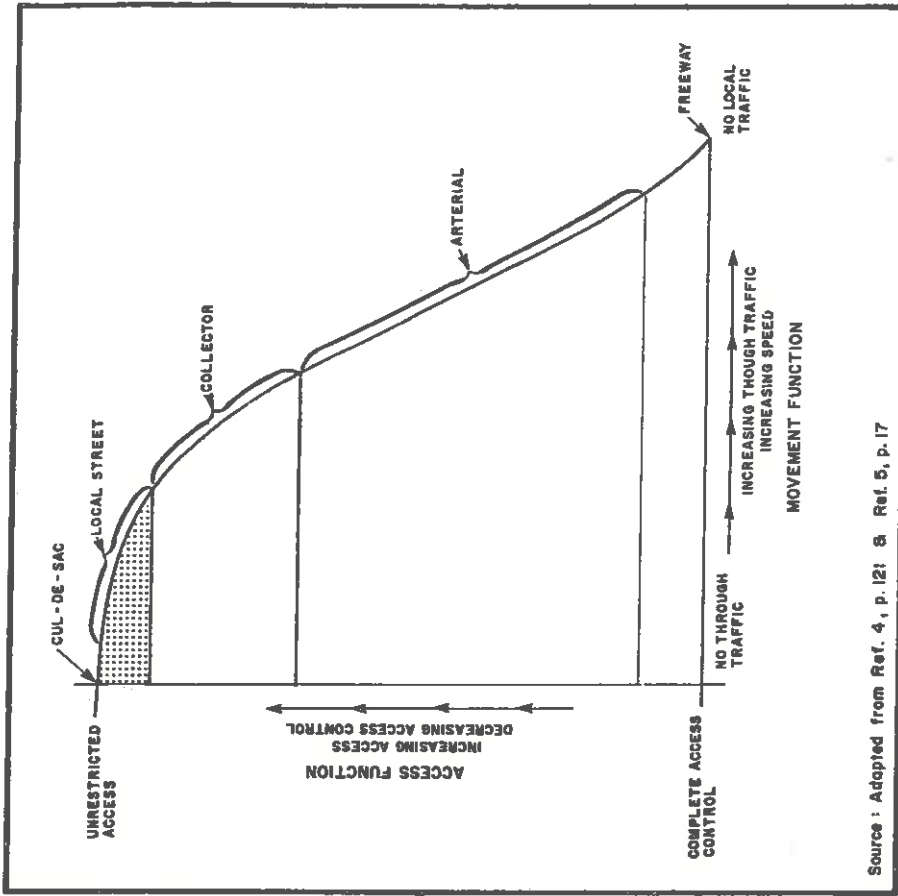 CUL-DE-SAC
LOCAL STREET
COLLECTOR
ARTERIAL
FREEWAY
UNRESTRICTED
ACCESS
ACCESS FUNCTION
INCREASING ACCESS
DECREASING ACCESS CONTROL
COMPLETE ACCESS
CONTROL
NO THROUGH
TRAFFIC
INCREASING THOUGH TRAFFIC
INCREASING SPEED
MOVEMENT FUNCTION
NO LOCAL
TRAFFIC
Source : Adapted from Ref. 4, p. 12; & Ref. 5, p. 17